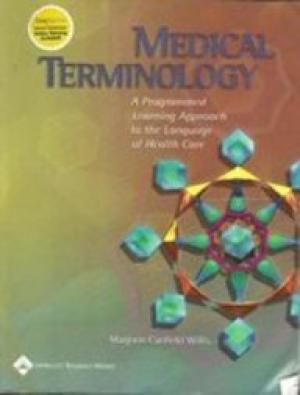 MEDICAL
TERMINOLOGY
A Programmed
Learning Approach
to the Language
of Health Care
Marjorie Canfield Willis